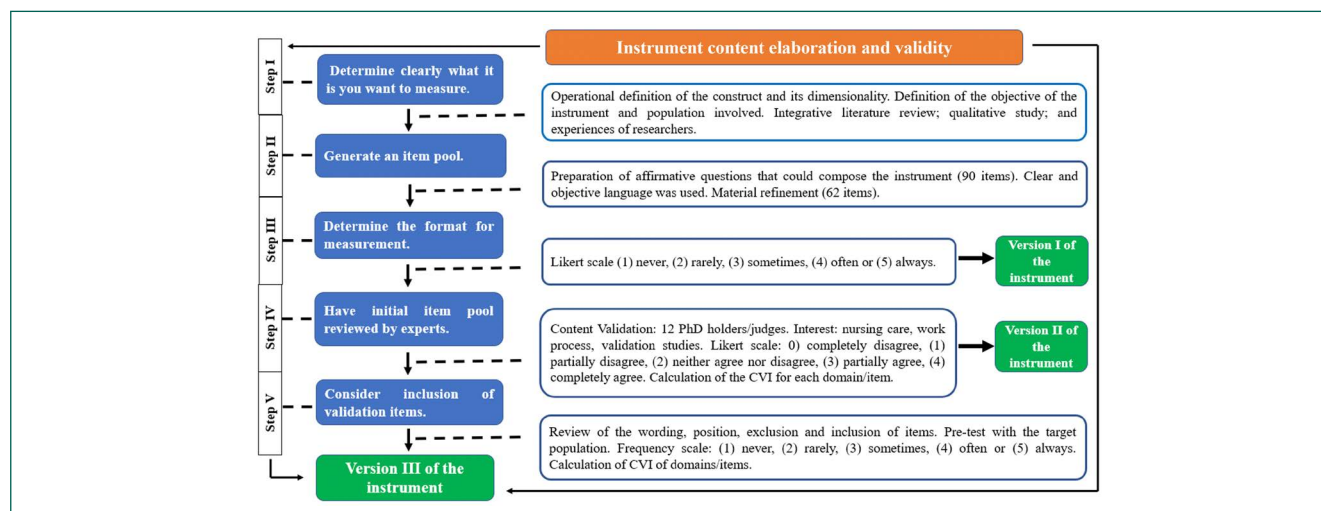 Instrument content elaboration and validity
Step I
Determine clearly what it
is you want to measure.
Operational definition of the construct and its dimensionality. Definition of the objective of the
instrument and population involved. Integrative literature review; qualitative study; and
experiences of researchers.
Step II
Generate an item pool.
Preparation of affirmative questions that could compose the instrument (90 items). Clear and
objective language was used. Material refinement (62 items).
Step III
Determine the format for
measurement.
Likert scale (1) never, (2) rarely, (3) sometimes, (4) often or (5) always.
Version I of
the
instrument
Step IV
Have initial item pool
reviewed by experts.
Content Validation: 12 PhD holders/judges. Interest: nursing care, work
process, validation studies. Likert scale: 0) completely disagree, (1)
partially disagree, (2) neither agree nor disagree, (3) partially agree, (4)
completely agree. Calculation of the CVI for each domain/item.
Version II of
the
instrument
Step V
Consider inclusion of
validation items.
Review of the wording, position, exclusion and inclusion of items. Pre-test with the target
population. Frequency scale: (1) never, (2) rarely, (3) sometimes, (4) often or (5) always.
Calculation of CVI of domains/items.
Version III of the
instrument